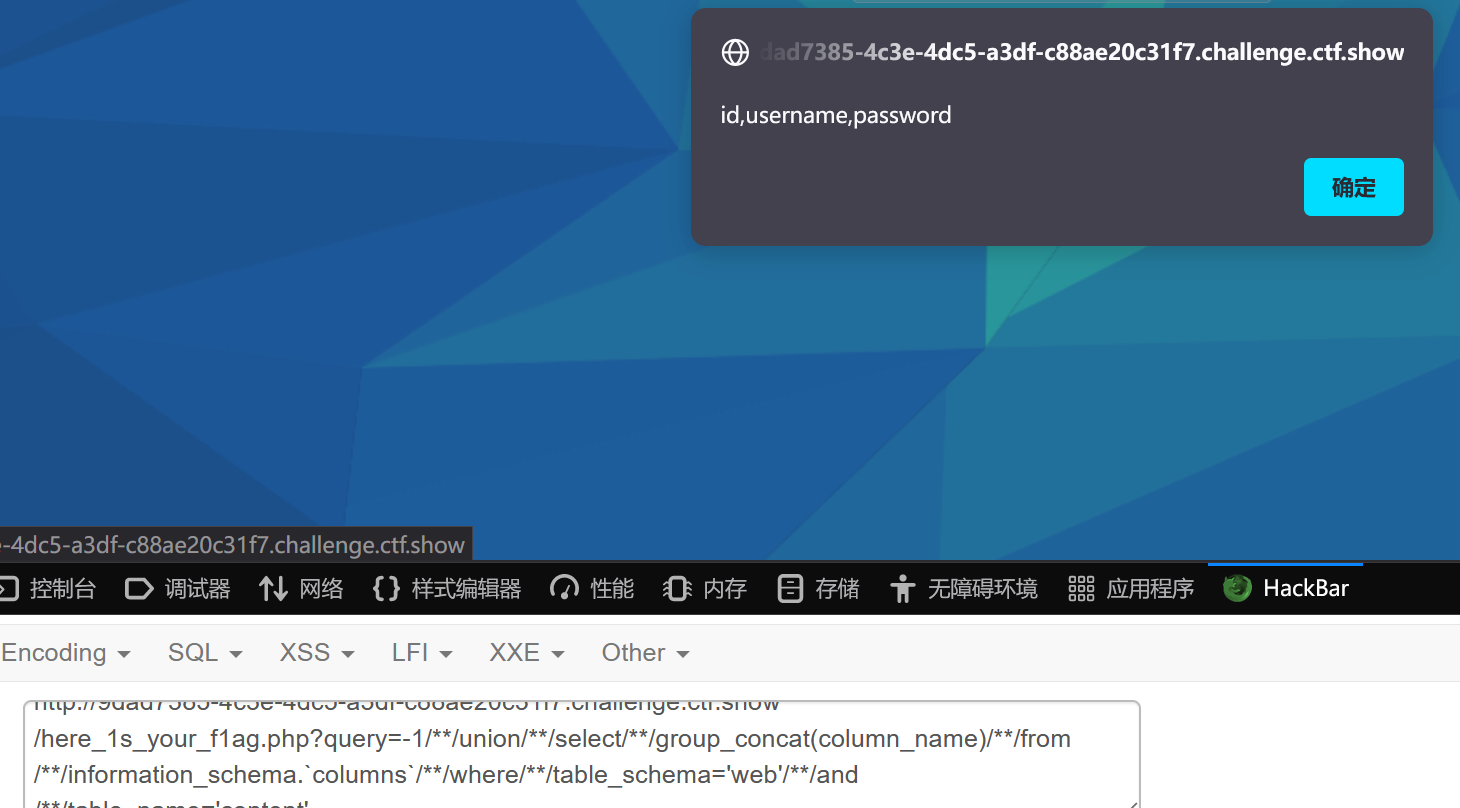 dad7385-4c3e-4dc5-a3df-c88ae20c31f7.challenge.ctf.show
id,username,password
确定
-4dc5-a3df-c88ae20c31f7.challenge.ctf.show
控制台 调试器 网络 {} 样式编辑器 性能 内存 存储 无障碍环境 应用程序 HackBar
Encoding SQL XSS LFI XXE Other
http://9dad7385-4c3e-4dc5-a3df-c88ae20c31f7.challenge.ctf.show
/here_1s_your_f1ag.php?query=-1/**/union/**/select/**/group_concat(column_name)/**/from
/**/information_schema.`columns`/**/where/**/table_schema='web'/**/and
/**/table_name='content'